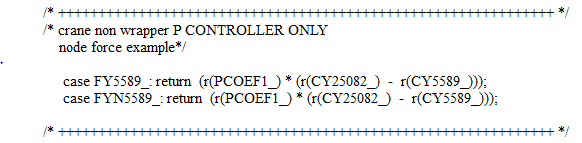 /* ++++++++++++++++++++++++++++++++++++++++++++++++++++++++++++++ */
/* crane non wrapper P CONTROLLER ONLY
node force example*/
case FY5589_: return (r(PCOEF1_) * (r(CY25082_) - r(CY5589_)));
case FYN5589_: return (r(PCOEF1_) * (r(CY25082_) - r(CY5589_)));
/* ++++++++++++++++++++++++++++++++++++++++++++++++++++++++++++++ */